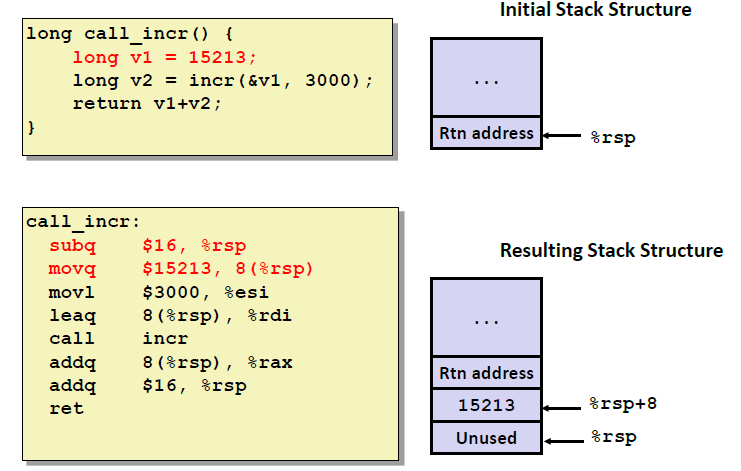 Initial Stack Structure
long call_incr() {
    long v1 = 15213;
    long v2 = incr(&v1, 3000);
    return v1+v2;
}
...
Rtn address
%rsp
call_incr:
  subq    $16, %rsp
  movq    $15213, 8(%rsp)
  movl    $3000, %esi
  leaq    8(%rsp), %rdi
  call    incr
  addq    8(%rsp), %rax
  addq    $16, %rsp
  ret
Resulting Stack Structure
...
Rtn address
15213 %rsp+8
Unused %rsp